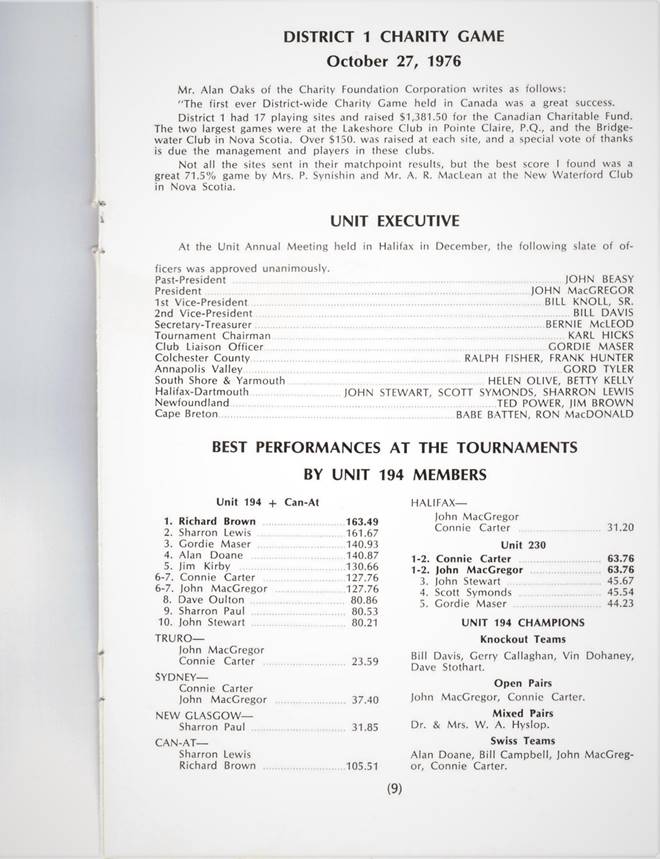 DISTRICT 1 CHARITY GAME
October 27, 1976
Mr. Alan Oaks of the Charity Foundation Corporation writes as follows:
"The first ever District-wide Charity Game held in Canada was a great success.
District 1 had 17 playing sites and raised $1,381.50 for the Canadian Charitable Fund.
The two largest games were at the Lakeshore Club in Pointe Claire, P.Q., and the Bridge-
water Club in Nova Scotia. Over $150. was raised at each site, and a special vote of thanks
is due the management and players in these clubs.
Not all the sites sent in their matchpoint results, but the best score I found was a
great 71.5% game by Mrs. P. Synishin and Mr. A. R. MacLean at the New Waterford Club
in Nova Scotia.
UNIT EXECUTIVE
At the Unit Annual Meeting held in Halifax in December, the following slate of of-
ficers was approved unanimously.
Past-President ........ JOHN BEASY
President ........ JOHN MacGREGOR
1st Vice-President ........ BILL KNOLL, SR.
2nd Vice-President ........ BILL DAVIS
Secretary-Treasurer ........ BERNIE McLEOD
Tournament Chairman ........ KARL HICKS
Club Liaison Officer ........ GORDIE MASER
Colchester County ........ RALPH FISHER, FRANK HUNTER
Annapolis Valley ........ GORD TYLER
South Shore & Yarmouth ........ HELEN OLIVE, BETTY KELLY
Halifax-Dartmouth ........ JOHN STEWART, SCOTT SYMONDS, SHARRON LEWIS
Newfoundland ........ TED POWER, JIM BROWN
Cape Breton ........ BABE BATTEN, RON MacDONALD
BEST PERFORMANCES AT THE TOURNAMENTS
BY UNIT 194 MEMBERS
Unit 194 + Can-At
1. Richard Brown ........ 163.49
2. Sharron Lewis ........ 161.67
3. Gordie Maser ........ 140.93
4. Alan Doane ........ 140.87
5. Jim Kirby ........ 130.66
6-7. Connie Carter ........ 127.76
6-7. John MacGregor ........ 127.76
8. Dave Oulton ........ 80.86
9. Sharron Paul ........ 80.53
10. John Stewart ........ 80.21
TRURO—
John MacGregor
Connie Carter ........ 23.59
SYDNEY—
Connie Carter
John MacGregor ........ 37.40
NEW GLASGOW—
Sharron Paul ........ 31.85
CAN-AT—
Sharron Lewis
Richard Brown ........ 105.51
HALIFAX—
John MacGregor
Connie Carter ........ 31.20
Unit 230
1-2. Connie Carter ........ 63.76
1-2. John MacGregor ........ 63.76
3. John Stewart ........ 45.67
4. Scott Symonds ........ 45.54
5. Gordie Maser ........ 44.23
UNIT 194 CHAMPIONS
Knockout Teams
Bill Davis, Gerry Callaghan, Vin Dohaney,
Dave Stothart.
Open Pairs
John MacGregor, Connie Carter.
Mixed Pairs
Dr. & Mrs. W. A. Hyslop.
Swiss Teams
Alan Doane, Bill Campbell, John MacGreg-
or, Connie Carter.
(9)